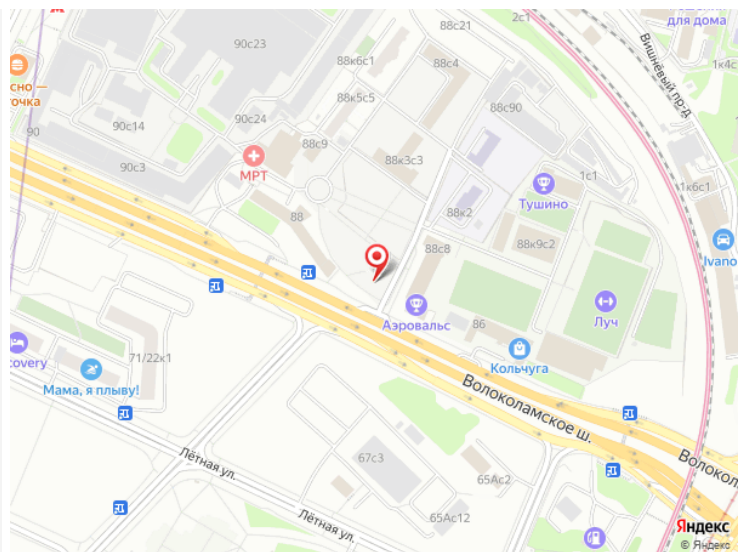 88с21
2с1
для дома
90с23
88к6с1
88с4
1к4с
Вишнёвый пр-д
сно —
точка
88к5с5
88с90
90с14
90с24
90
88с9
88к3с3
90с3
МРТ
1с1
Тушино
1к6с1
88
88к2
88с8
88к9с2
Ivano
Аэровальс
86
Луч
71/22к1
covery
Кольчуга
Мама, я плыву!
Волоколамское ш.
67с3
Лётная ул.
65Ас2
Волокол
Лётная ул.
65Ас12
Яндекс
© Яндекс